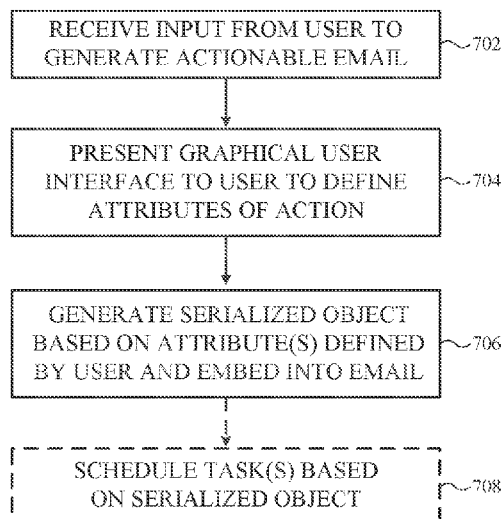 RECEIVE INPUT FROM USER TO
GENERATE ACTIONABLE EMAIL
702
PRESENT GRAPHICAL USER
INTERFACE TO USER TO DEFINE
ATTRIBUTES OF ACTION
704
GENERATE SERIALIZED OBJECT
BASED ON ATTRIBUTE(S) DEFINED
BY USER AND EMBED INTO EMAIL
706
SCHEDULE TASK(S) BASED
ON SERIALIZED OBJECT
708